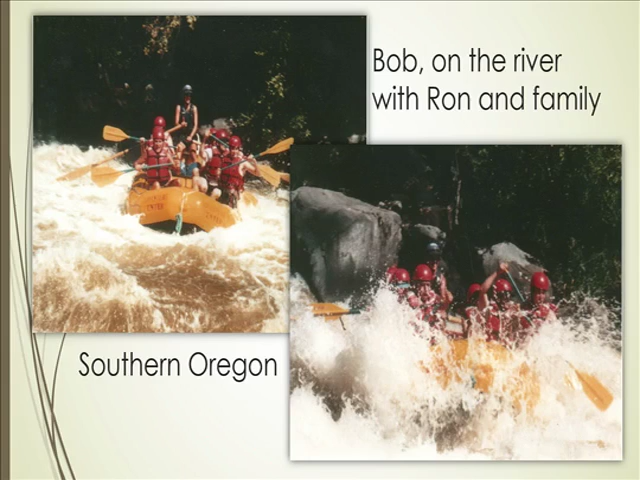 Bob, on the river
with Ron and family
Southern Oregon